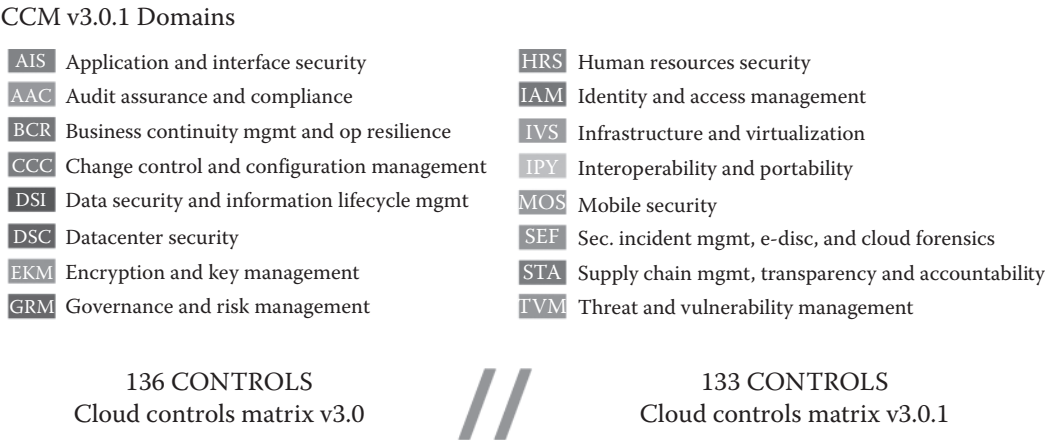 CCM v3.0.1 Domains
AIS Application and interface security
AAC Audit assurance and compliance
BCR Business continuity mgmt and op resilience
CCC Change control and configuration management
DSI Data security and information lifecycle mgmt
DSC Datacenter security
EKM Encryption and key management
GRM Governance and risk management
HRS Human resources security
IAM Identity and access management
IVS Infrastructure and virtualization
IPY Interoperability and portability
MOS Mobile security
SEF Sec. incident mgmt, e-disc, and cloud forensics
STA Supply chain mgmt, transparency and accountability
TVM Threat and vulnerability management
136 CONTROLS
Cloud controls matrix v3.0
//
133 CONTROLS
Cloud controls matrix v3.0.1